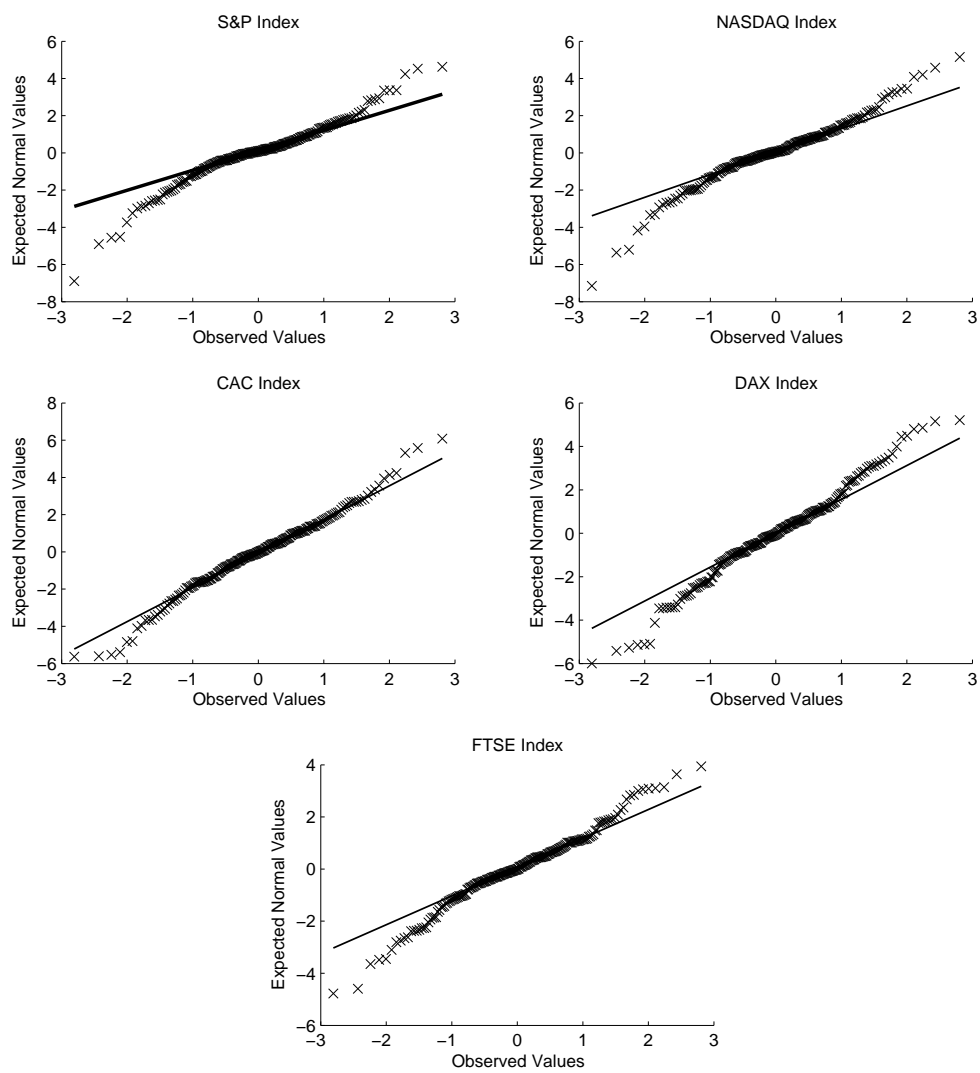 S&P Index
6
4
2
0
−2
−4
−6
−8
−3 −2 −1 0 1 2 3
Expected Normal Values
Observed Values
NASDAQ Index
6
4
2
0
−2
−4
−6
−8
−3 −2 −1 0 1 2 3
Expected Normal Values
Observed Values
CAC Index
8
6
4
2
0
−2
−4
−6
−3 −2 −1 0 1 2 3
Expected Normal Values
Observed Values
DAX Index
6
4
2
0
−2
−4
−6
−3 −2 −1 0 1 2 3
Expected Normal Values
Observed Values
FTSE Index
4
2
0
−2
−4
−6
−3 −2 −1 0 1 2 3
Expected Normal Values
Observed Values